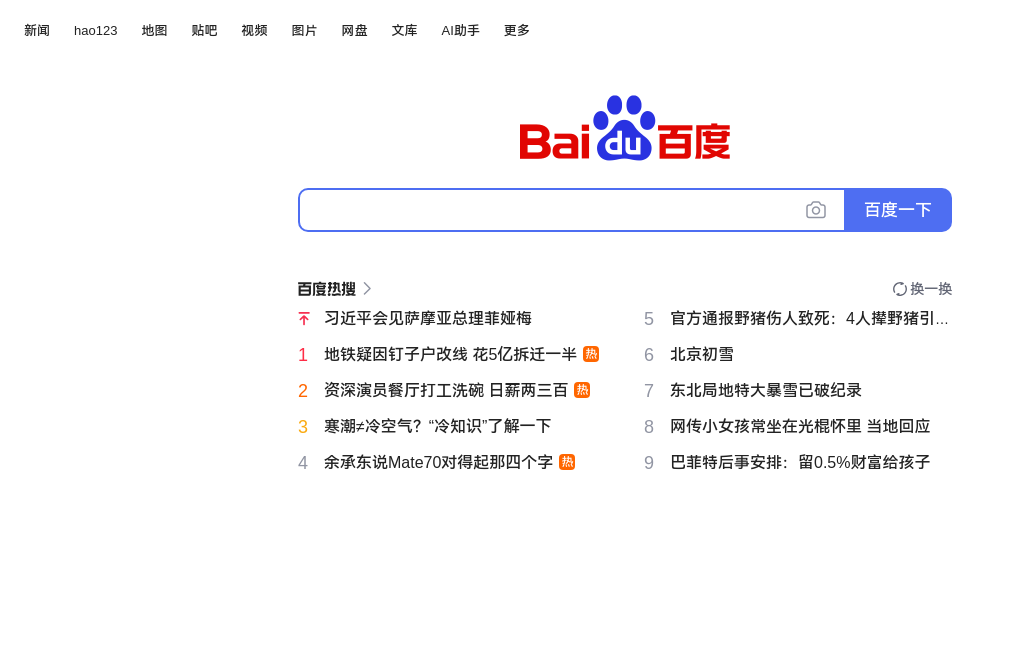 新闻 hao123 地图 贴吧 视频 图片 网盘 文库 AI助手 更多
Bai du 百度
百度一下
百度热搜
换一换
习近平会见萨摩亚总理菲娅梅
1 地铁疑因钉子户改线 花5亿拆迁一半 热
2 资深演员餐厅打工洗碗 日薪两三百 热
3 寒潮≠冷空气？“冷知识”了解一下
4 余承东说Mate70对得起那四个字 热
5 官方通报野猪伤人致死：4人撵野猪引...
6 北京初雪
7 东北局地特大暴雪已破纪录
8 网传小女孩常坐在光棍怀里 当地回应
9 巴菲特后事安排：留0.5%财富给孩子